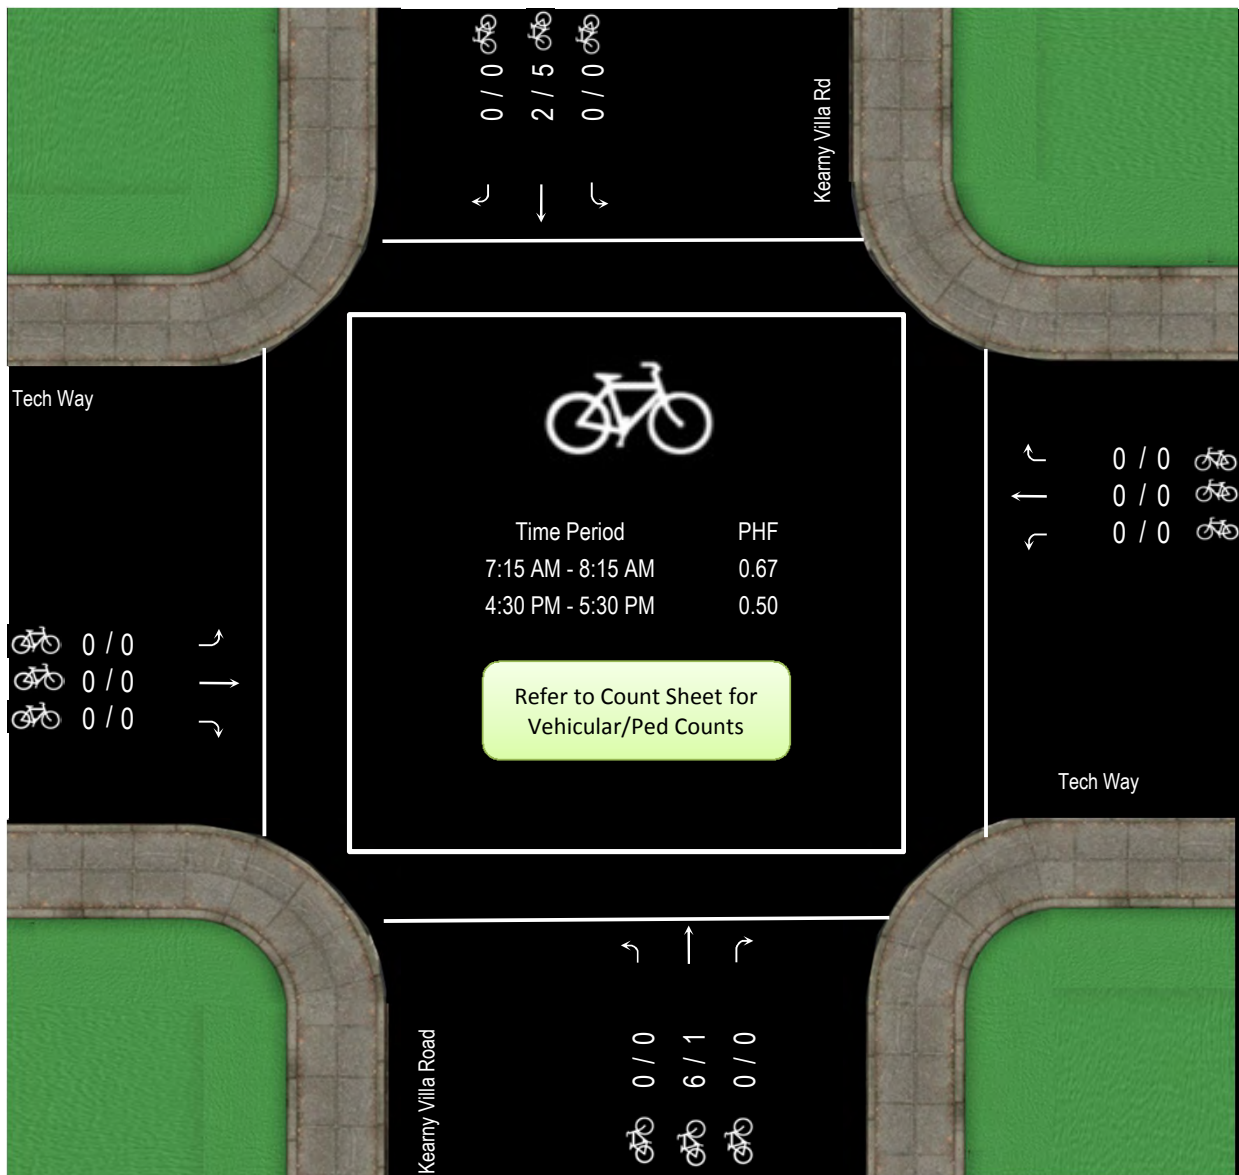 0 / 0
2 / 5
0 / 0
Kearny Villa Rd
Tech Way
0 / 0
0 / 0
0 / 0
Time Period PHF
7:15 AM - 8:15 AM 0.67
4:30 PM - 5:30 PM 0.50
0 / 0
0 / 0
0 / 0
Refer to Count Sheet for
Vehicular/Ped Counts
Tech Way
Kearny Villa Road
0 / 0
6 / 1
0 / 0